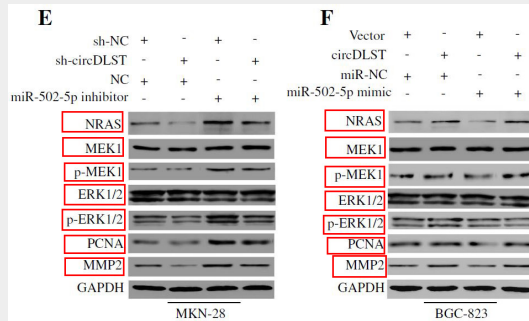 E
sh-NC + - + -
sh-circDLST - + - +
NC + + - -
miR-502-5p inhibitor - - + +
NRAS
MEK1
p-MEK1
ERK1/2
p-ERK1/2
PCNA
MMP2
GAPDH
MKN-28
F
Vector + - + -
circDLST - + - +
miR-NC + + - -
miR-502-5p mimic - - + +
NRAS
MEK1
p-MEK1
ERK1/2
p-ERK1/2
PCNA
MMP2
GAPDH
BGC-823